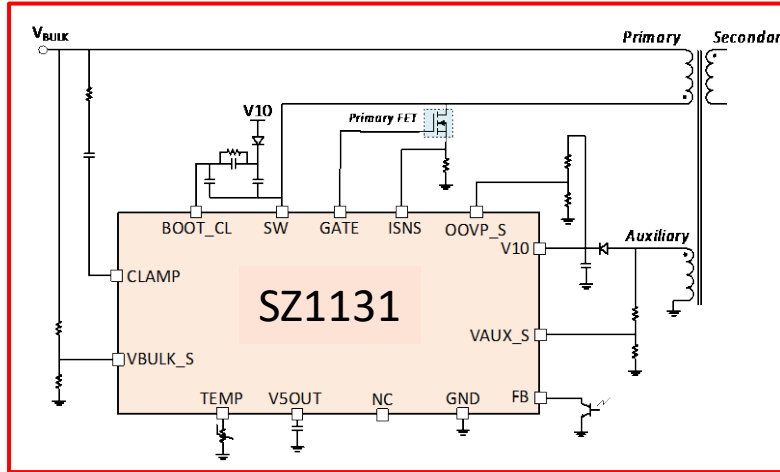 VBULK
Primary
Secondar
V10
Primary FET
BOOT_CL
SW
GATE
ISNS
OOVP_S
V10
Auxiliary
CLAMP
SZ1131
VAUX_S
VBULK_S
TEMP
V5OUT
NC
GND
FB